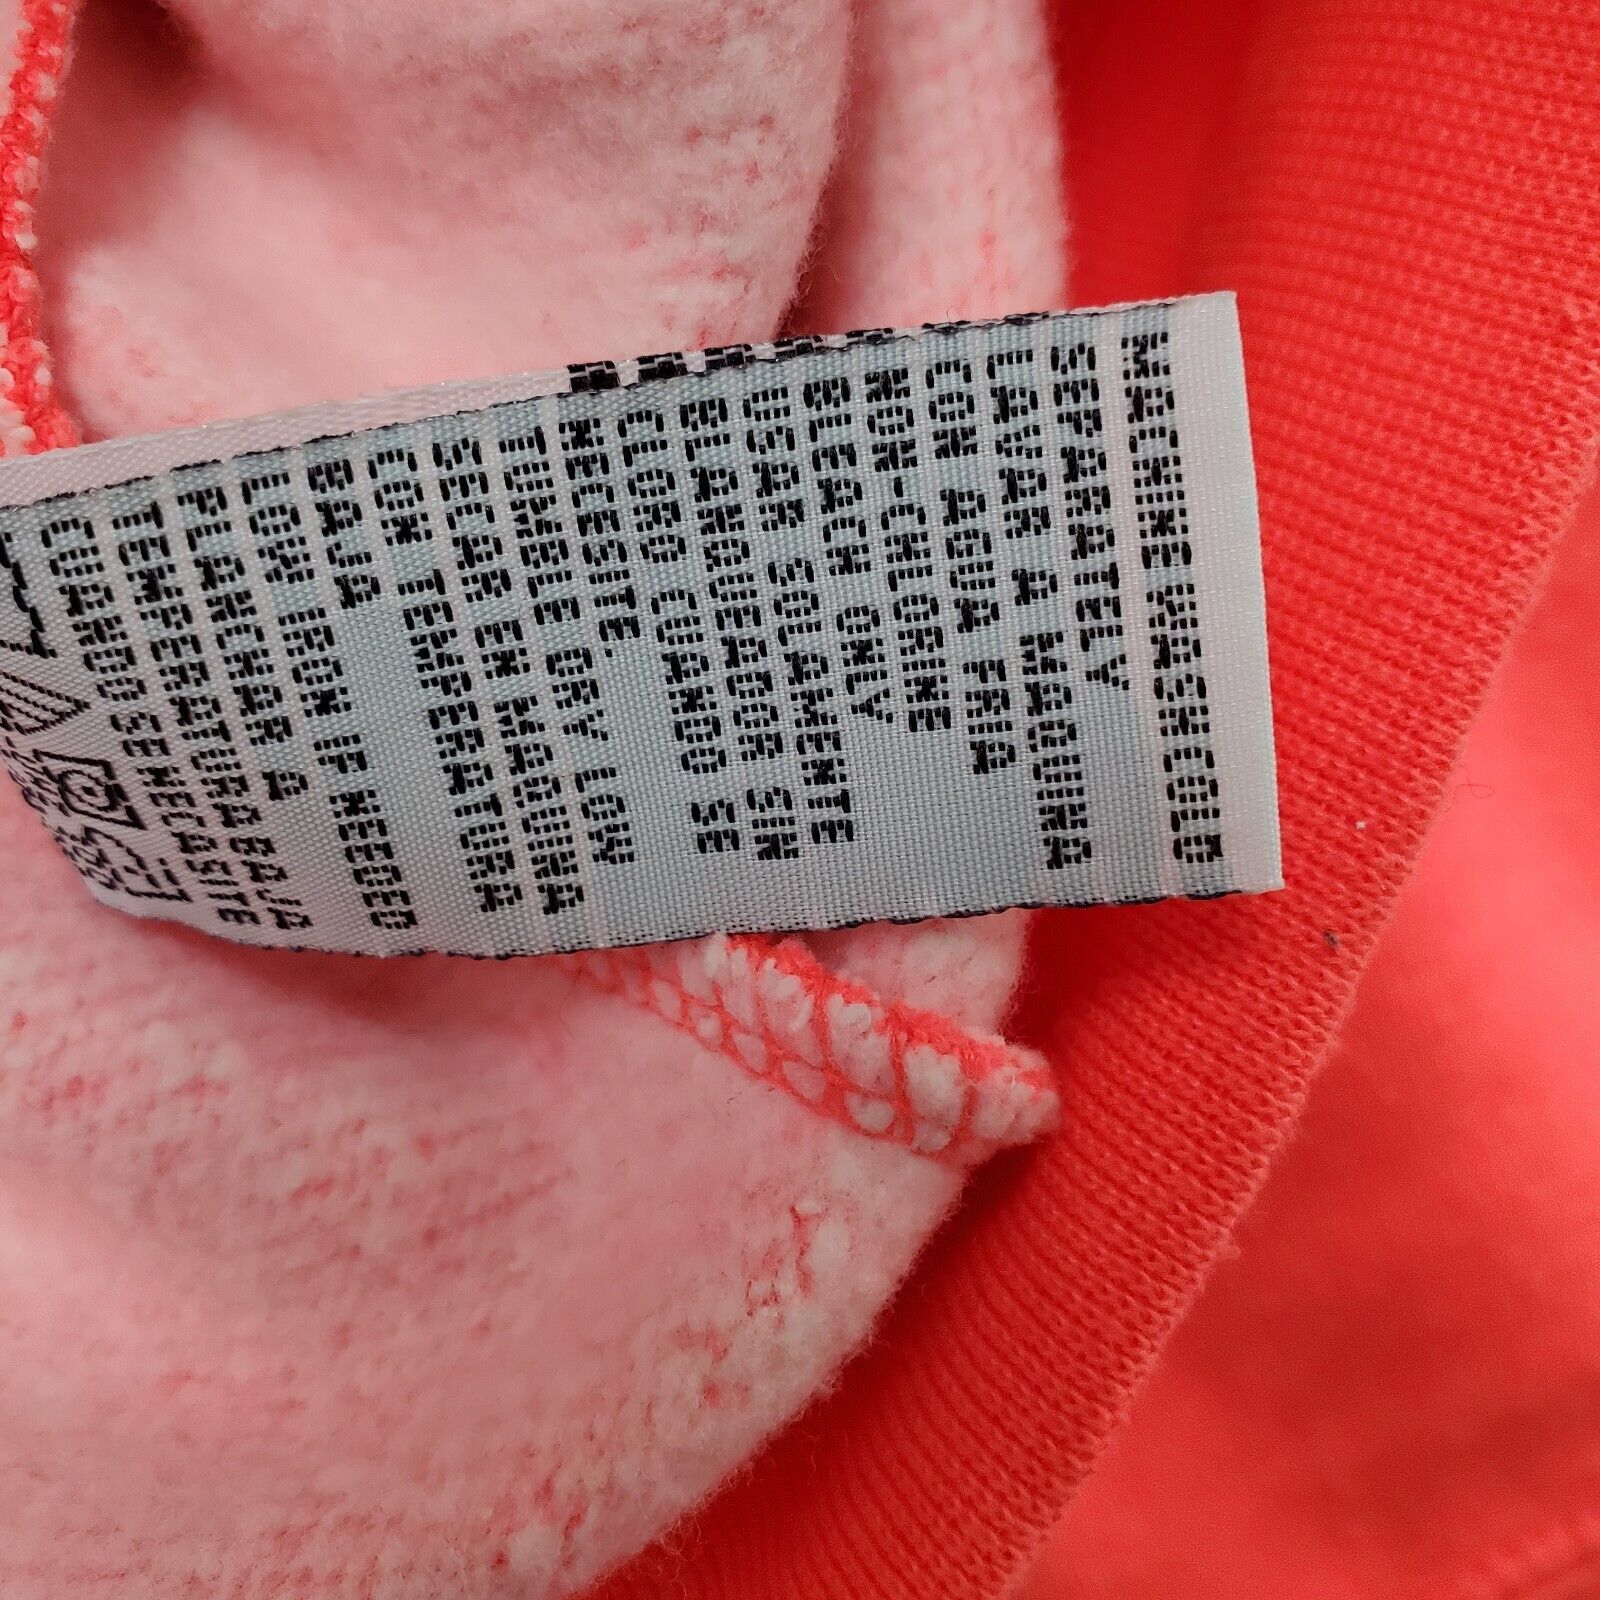 MACHINE WASH COLD
SEPARATELY
LAVAR A MAQUINA
CON AGUA FRIA
NON-CHLORINE
BLEACH ONLY
USAR SOLAMENTE
BLANQUEADOR SIN
CLORO CUANDO SE
NECESITE,
TUMBLE DRY LOW
SECAR EN MAQUINA
CON TEMPERATURA
BAJA
LOW IRON IF NEEDED
PLANCHAR A
TEMPERATURA BAJA
CUANDO SE NECASITE